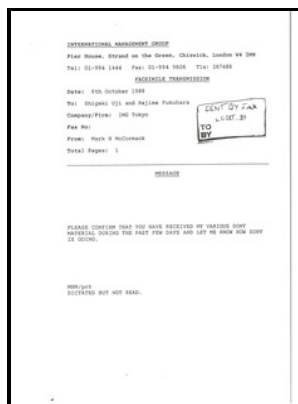 INTERNATIONAL MANAGEMENT GROUP
Pier House, Strand on the Green, Chiswick, London W4 3NN
Tel: 01-994 1444 Fax: 01-994 9606 Tlx: 267486
FACSIMILE TRANSMISSION
Date: 6th October 1988
To: Shigeki Uji and Hajime Fukuhara
Company/Firm: IMG Tokyo
Fax No:
From: Mark H McCormack
Total Pages: 1
SENT BY FAX
OCT.
TO
BY
MESSAGE
PLEASE CONFIRM THAT YOU HAVE RECEIVED MY VARIOUS SONY
MATERIAL DURING THE PAST FEW DAYS AND LET ME KNOW HOW SONY
IS GOING.
MHM/pot
DICTATED BUT NOT READ.